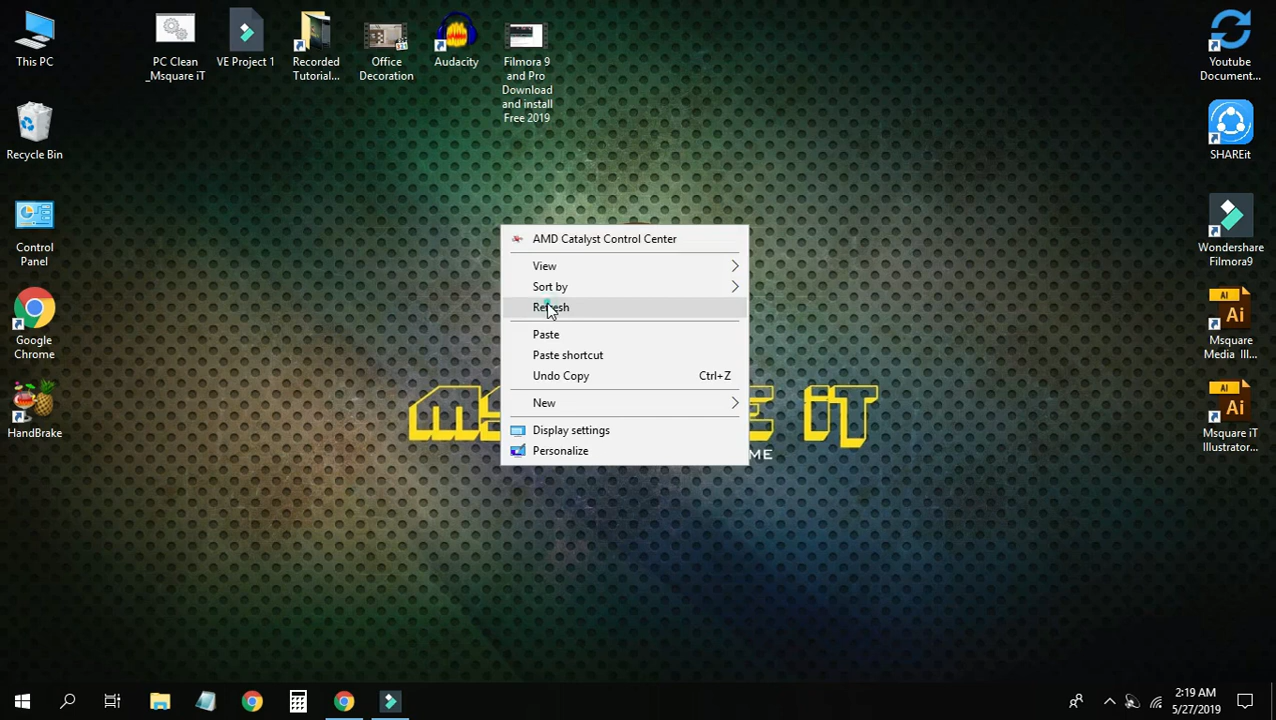 This PC
PC Clean
_Msquare iT
VE Project 1
Recorded
Tutorial...
Office
Decoration
Audacity
Filmora 9
and Pro
Download
and install
Free 2019
Youtube
Document...
Recycle Bin
SHAREit
Control
Panel
Wondershare
Filmora9
Google
Chrome
Msquare
Media Ill...
HandBrake
Msquare iT
Illustrator...
AMD Catalyst Control Center
View
Sort by
Refresh
Paste
Paste shortcut
Undo Copy Ctrl+Z
New
Display settings
Personalize
E iT
ME
2:19 AM
5/27/2019